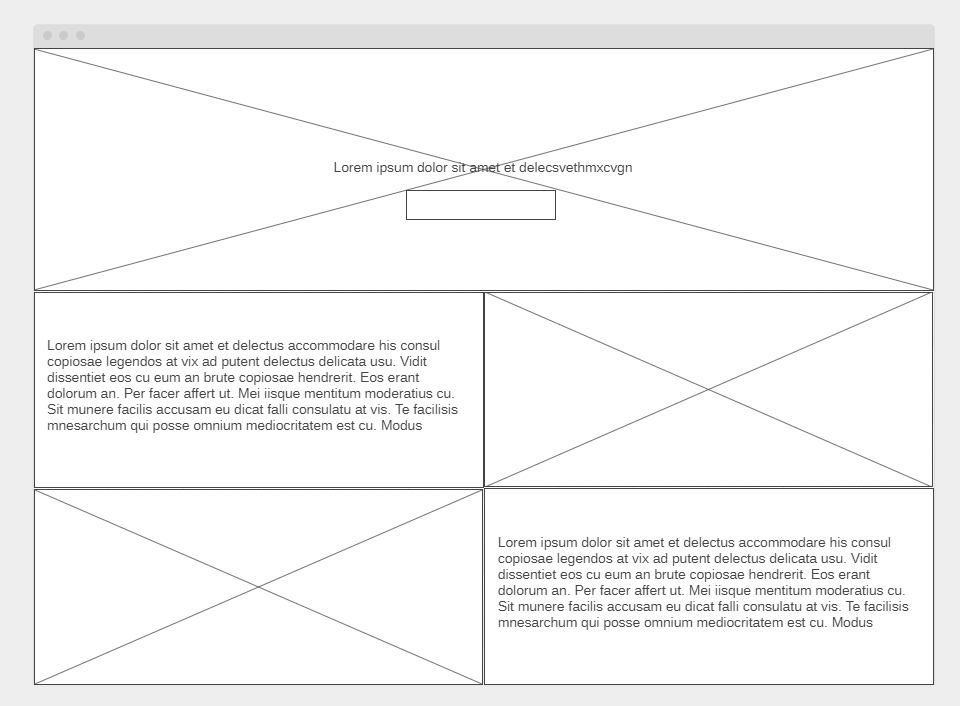 Lorem ipsum dolor sit amet et delecsvethmxcvgn
Lorem ipsum dolor sit amet et delectus accommodare his consul
copiosae legendos at vix ad putent delectus delicata usu. Vidit
dissentiet eos cu eum an brute copiosae hendrerit. Eos erant
dolorum an. Per facer affert ut. Mei iisque mentitum moderatius cu.
Sit munere facilis accusam eu dicat falli consulatu at vis. Te facilisis
mnesarchum qui posse omnium mediocritatem est cu. Modus
Lorem ipsum dolor sit amet et delectus accommodare his consul
copiosae legendos at vix ad putent delectus delicata usu. Vidit
dissentiet eos cu eum an brute copiosae hendrerit. Eos erant
dolorum an. Per facer affert ut. Mei iisque mentitum moderatius cu.
Sit munere facilis accusam eu dicat falli consulatu at vis. Te facilisis
mnesarchum qui posse omnium mediocritatem est cu. Modus